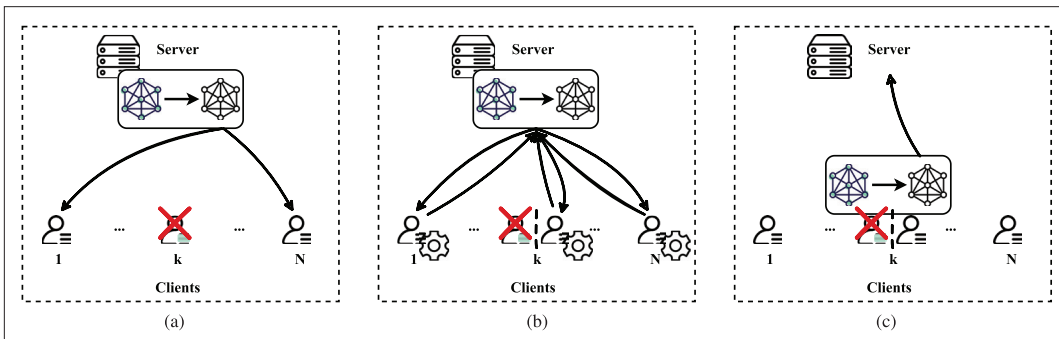 Server
...
...
1
k
N
Clients
(a)
Server
...
...
1
k
N
Clients
(b)
Server
...
...
1
k
N
Clients
(c)